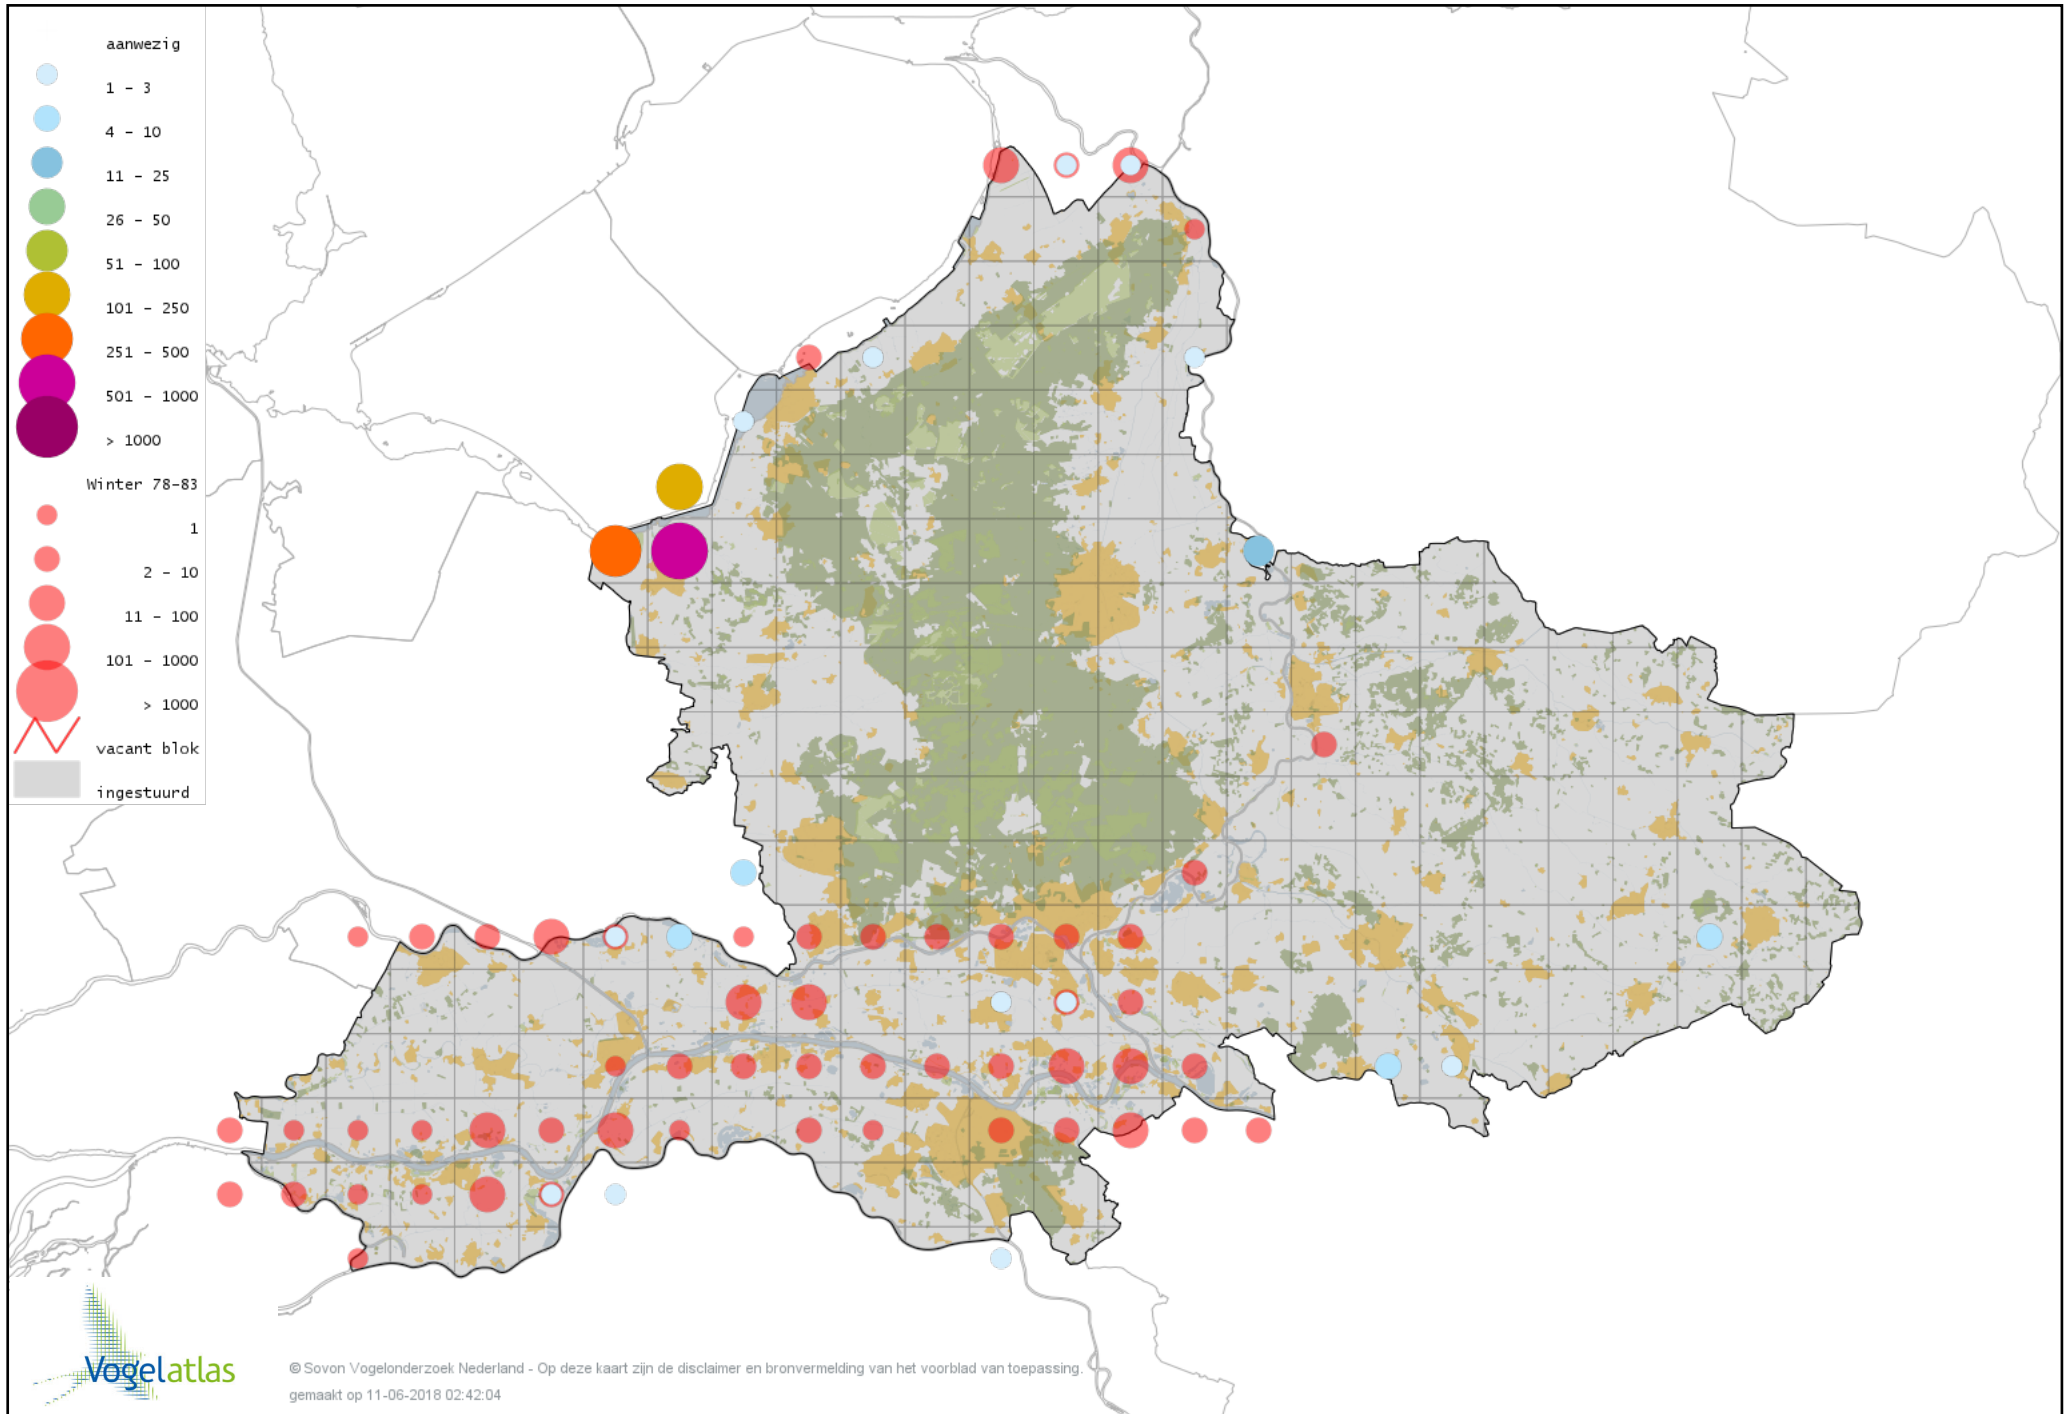 aanwezig
1 - 3
4 - 10
11 - 25
26 - 50
51 - 100
101 - 250
251 - 500
501 - 1000
> 1000
Winter 78-83
1
2 - 10
11 - 100
101 - 1000
> 1000
vacant blok
ingestuurd
Vogelatlas
© Sovon Vogelonderzoek Nederland - Op deze kaart zijn de disclaimer en bronvermelding van het voorblad van toepassing.
gemaakt op 11-06-2018 02:42:04